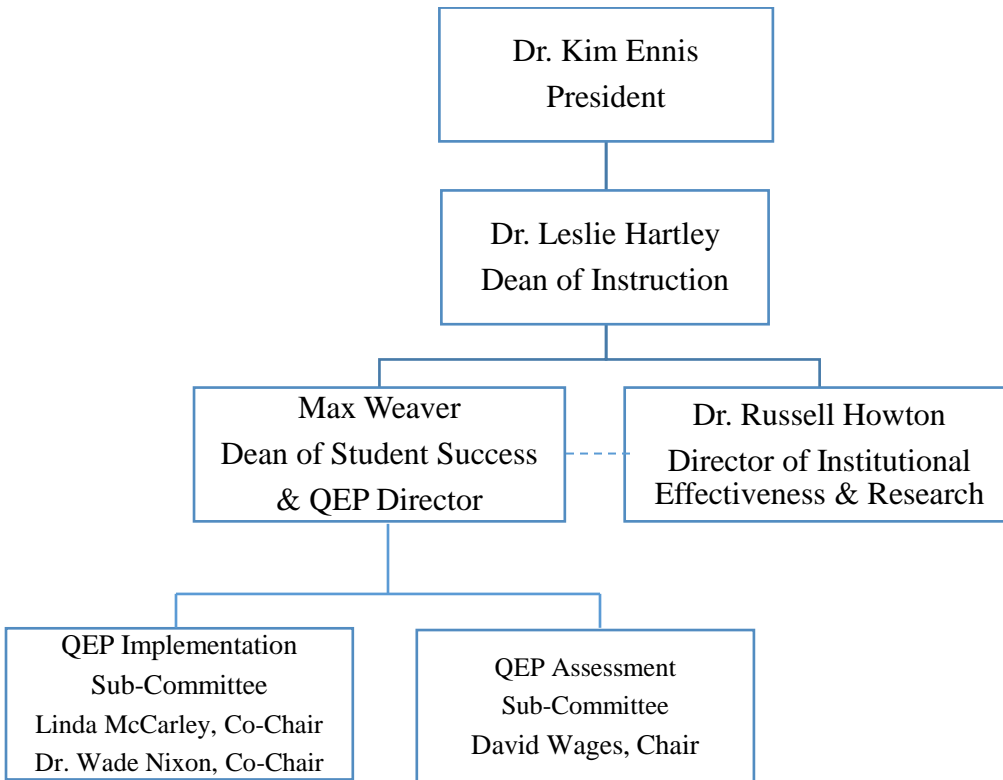 Dr. Kim Ennis
President
Dr. Leslie Hartley
Dean of Instruction
Max Weaver
Dean of Student Success
& QEP Director
Dr. Russell Howton
Director of Institutional
Effectiveness & Research
QEP Implementation
Sub-Committee
Linda McCarley, Co-Chair
Dr. Wade Nixon, Co-Chair
QEP Assessment
Sub-Committee
David Wages, Chair